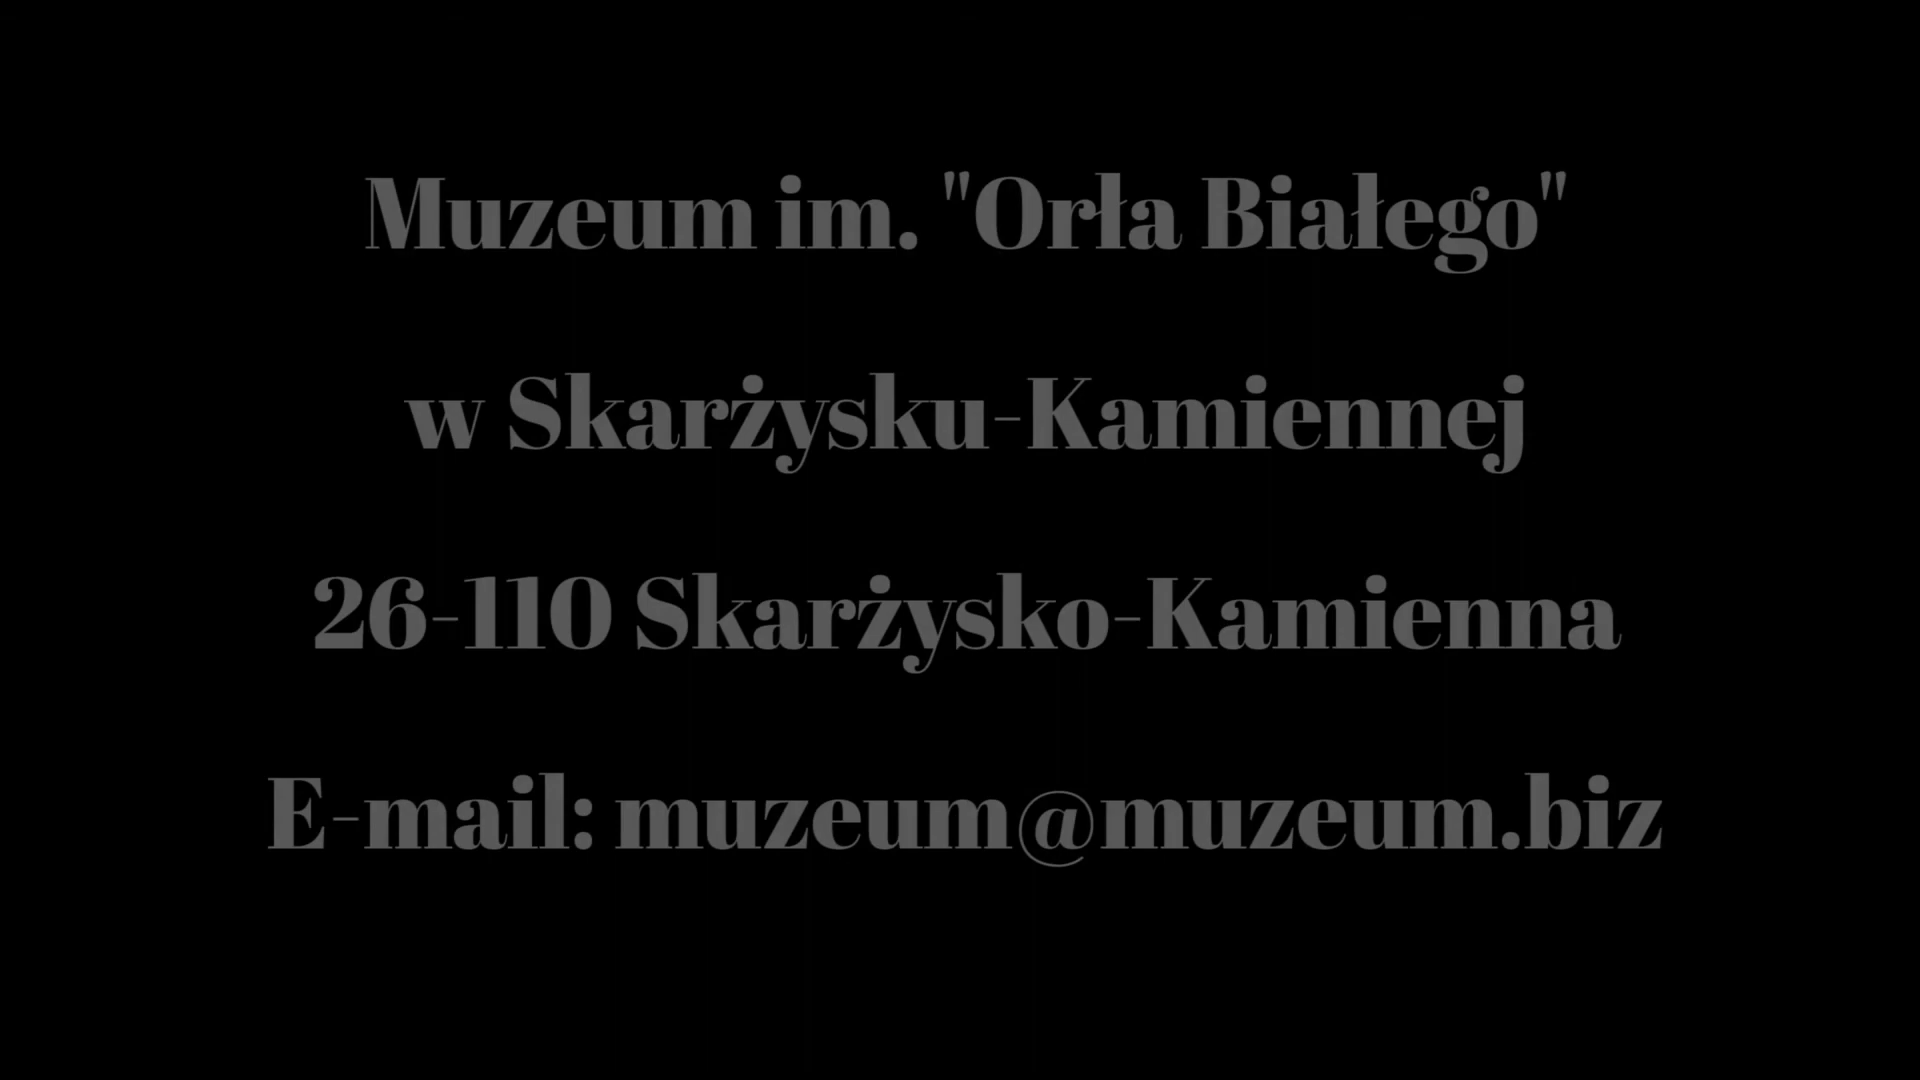 Muzeum im. "Orła Białego"
w Skarżysku-Kamiennej
26-110 Skarżysko-Kamienna
E-mail: muzeum@muzeum.biz